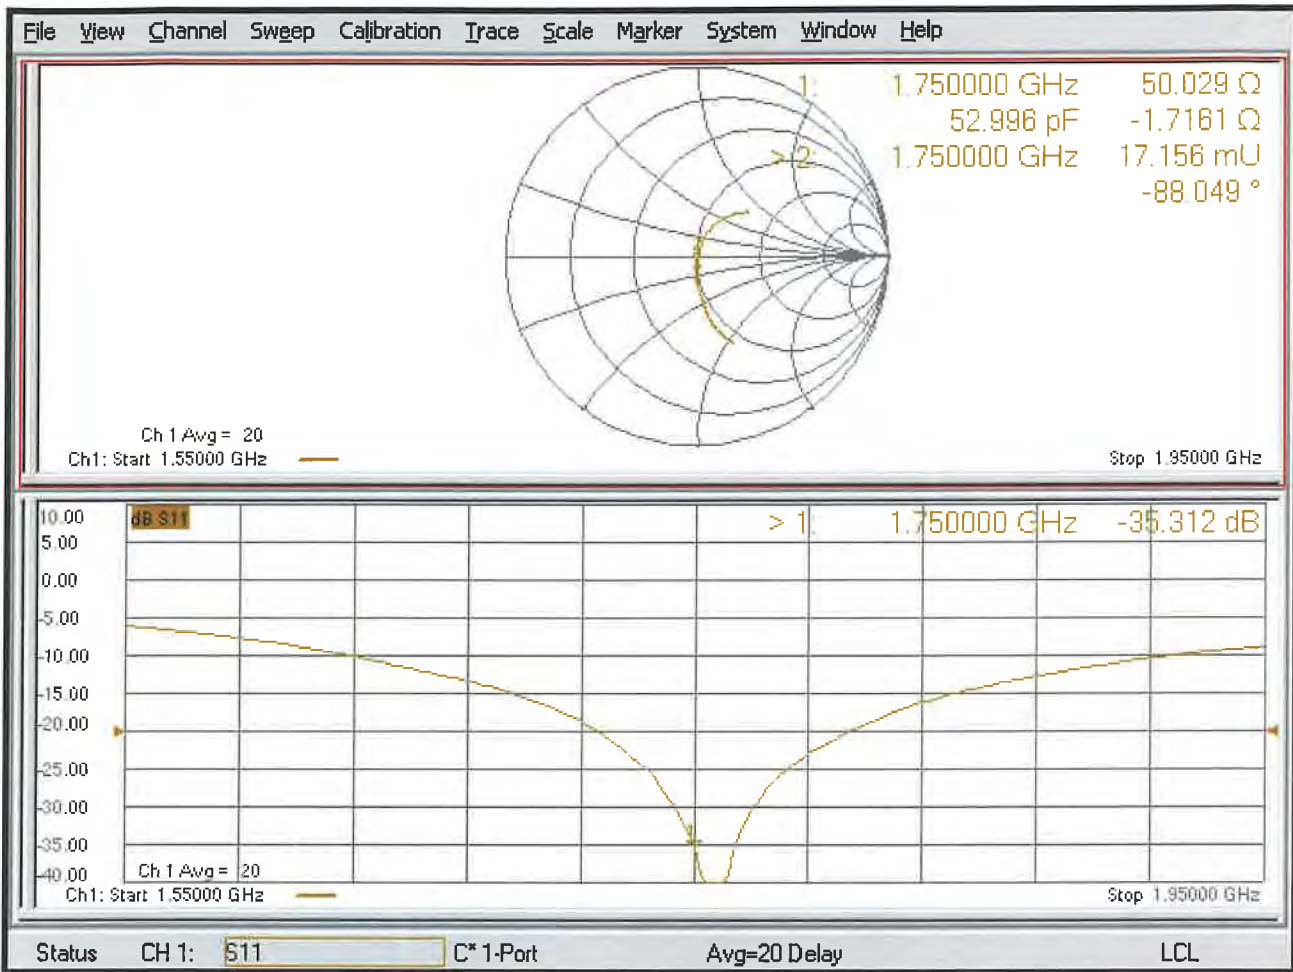 File View Channel Sweep Calibration Trace Scale Marker System Window Help
1: 1.750000 GHz 50.029 Ω
52.996 pF -1.7161 Ω
> 2: 1.750000 GHz 17.156 mU
-88.049 °
Ch 1 Avg = 20
Ch1: Start 1.55000 GHz Stop 1.95000 GHz
10.00 dB S11 > 1: 1.750000 GHz -35.312 dB
5.00
0.00
-5.00
-10.00
-15.00
-20.00
-25.00
-30.00
-35.00
1
-40.00 Ch 1 Avg = 20
Ch1: Start 1.55000 GHz Stop 1.95000 GHz
Status CH 1: S11 C* 1-Port Avg=20 Delay LCL